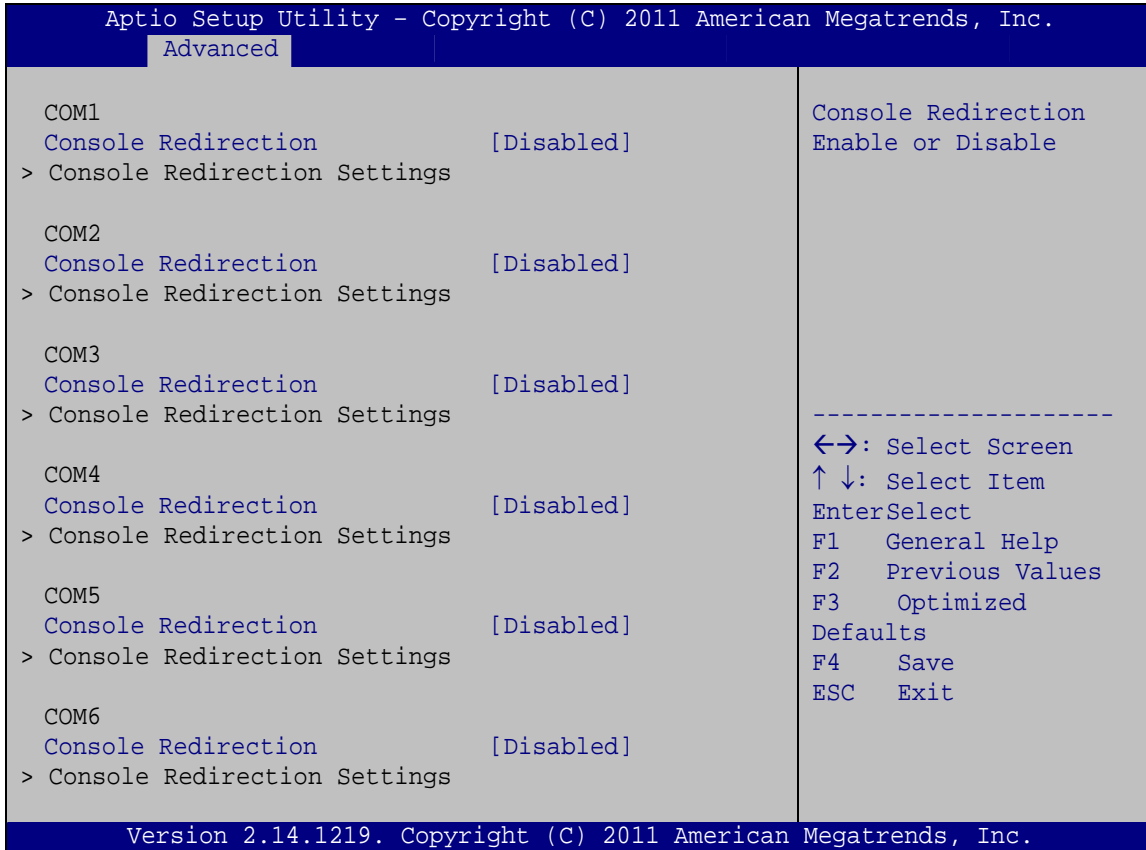 Aptio Setup Utility – Copyright (C) 2011 American Megatrends, Inc.
Advanced
COM1
Console Redirection [Disabled]
> Console Redirection Settings
COM2
Console Redirection [Disabled]
> Console Redirection Settings
COM3
Console Redirection [Disabled]
> Console Redirection Settings
COM4
Console Redirection [Disabled]
> Console Redirection Settings
COM5
Console Redirection [Disabled]
> Console Redirection Settings
COM6
Console Redirection [Disabled]
> Console Redirection Settings
Console Redirection
Enable or Disable
---------------------
←→: Select Screen
↑ ↓: Select Item
EnterSelect
F1 General Help
F2 Previous Values
F3 Optimized
Defaults
F4 Save
ESC Exit
Version 2.14.1219. Copyright (C) 2011 American Megatrends, Inc.